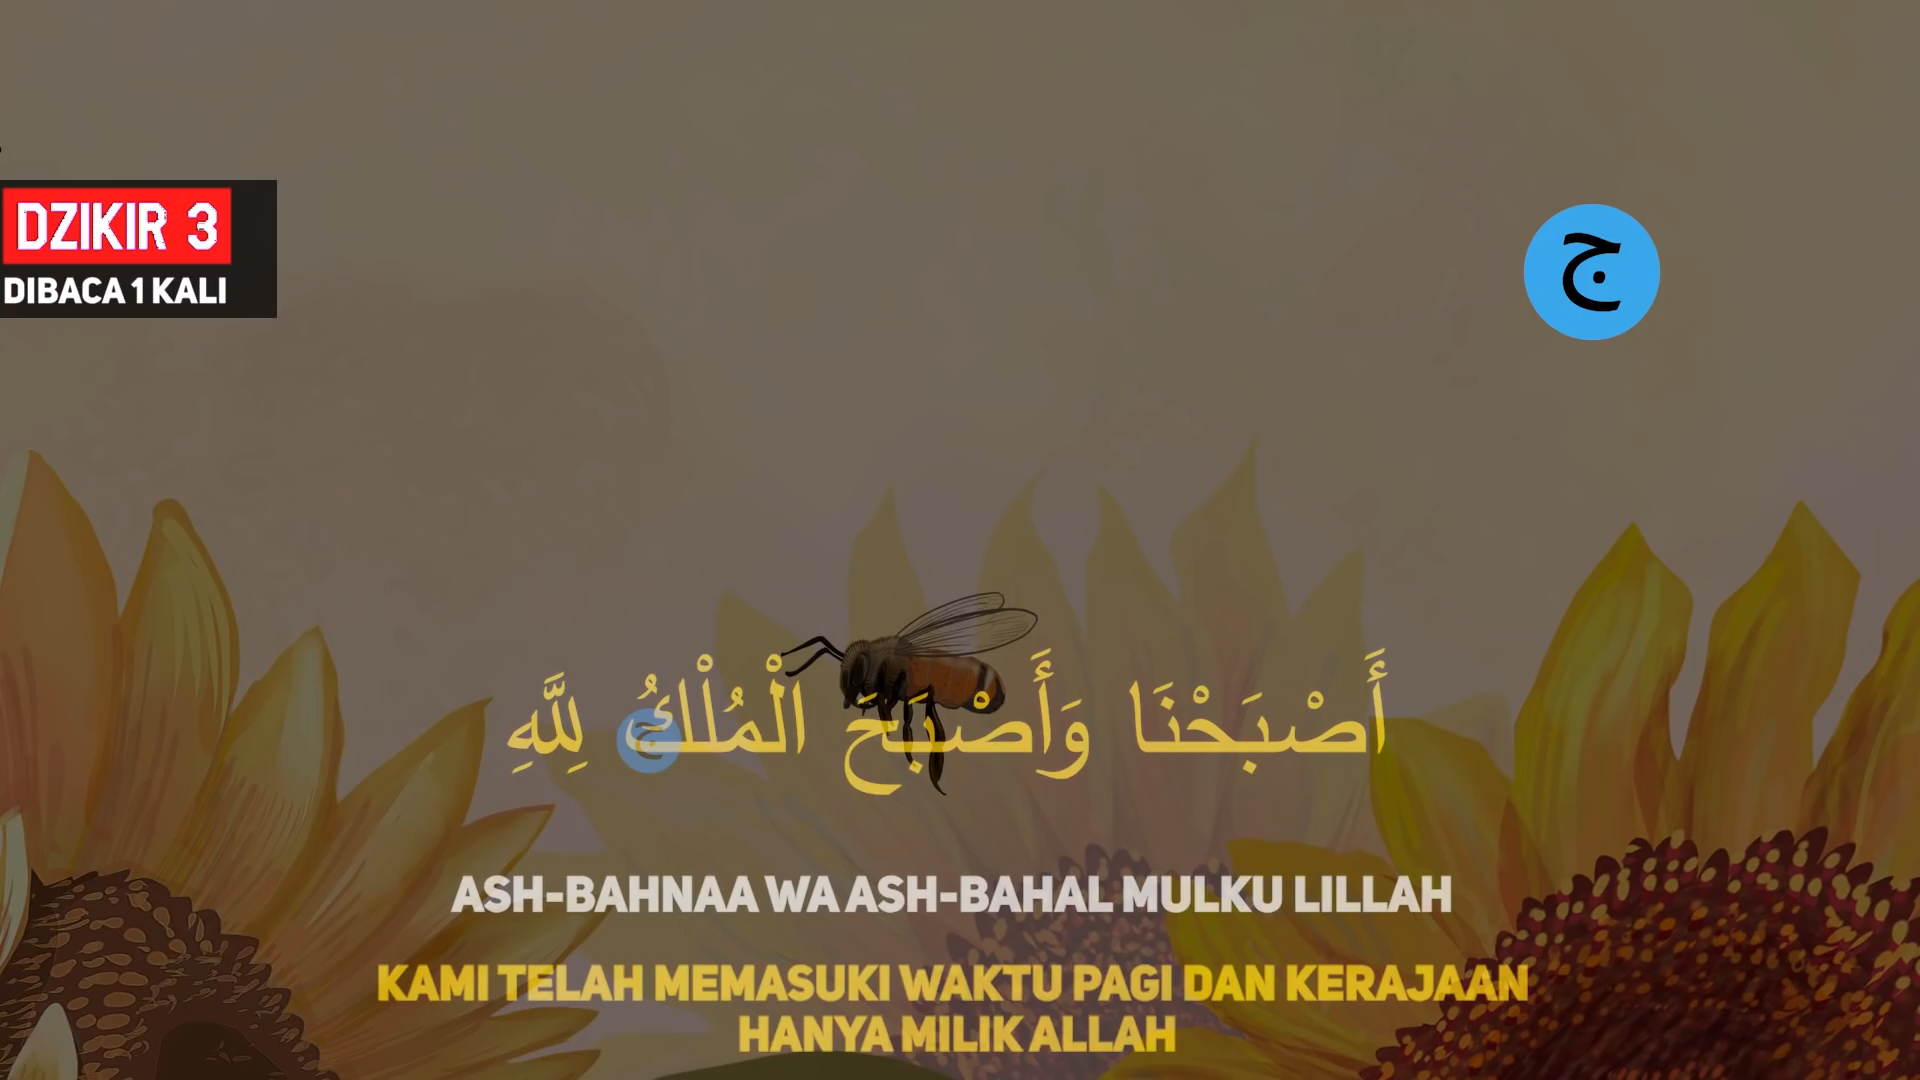 DZIKIR 3
DIBACA 1 KALI
ج
أَصْبَحْنَا وَأَصْبَحَ الْمُلْكُ لِلَّهِ
ج
ASH-BAHNAA WA ASH-BAHAL MULKU LILLAH
KAMI TELAH MEMASUKI WAKTU PAGI DAN KERAJAAN
HANYA MILIK ALLAH